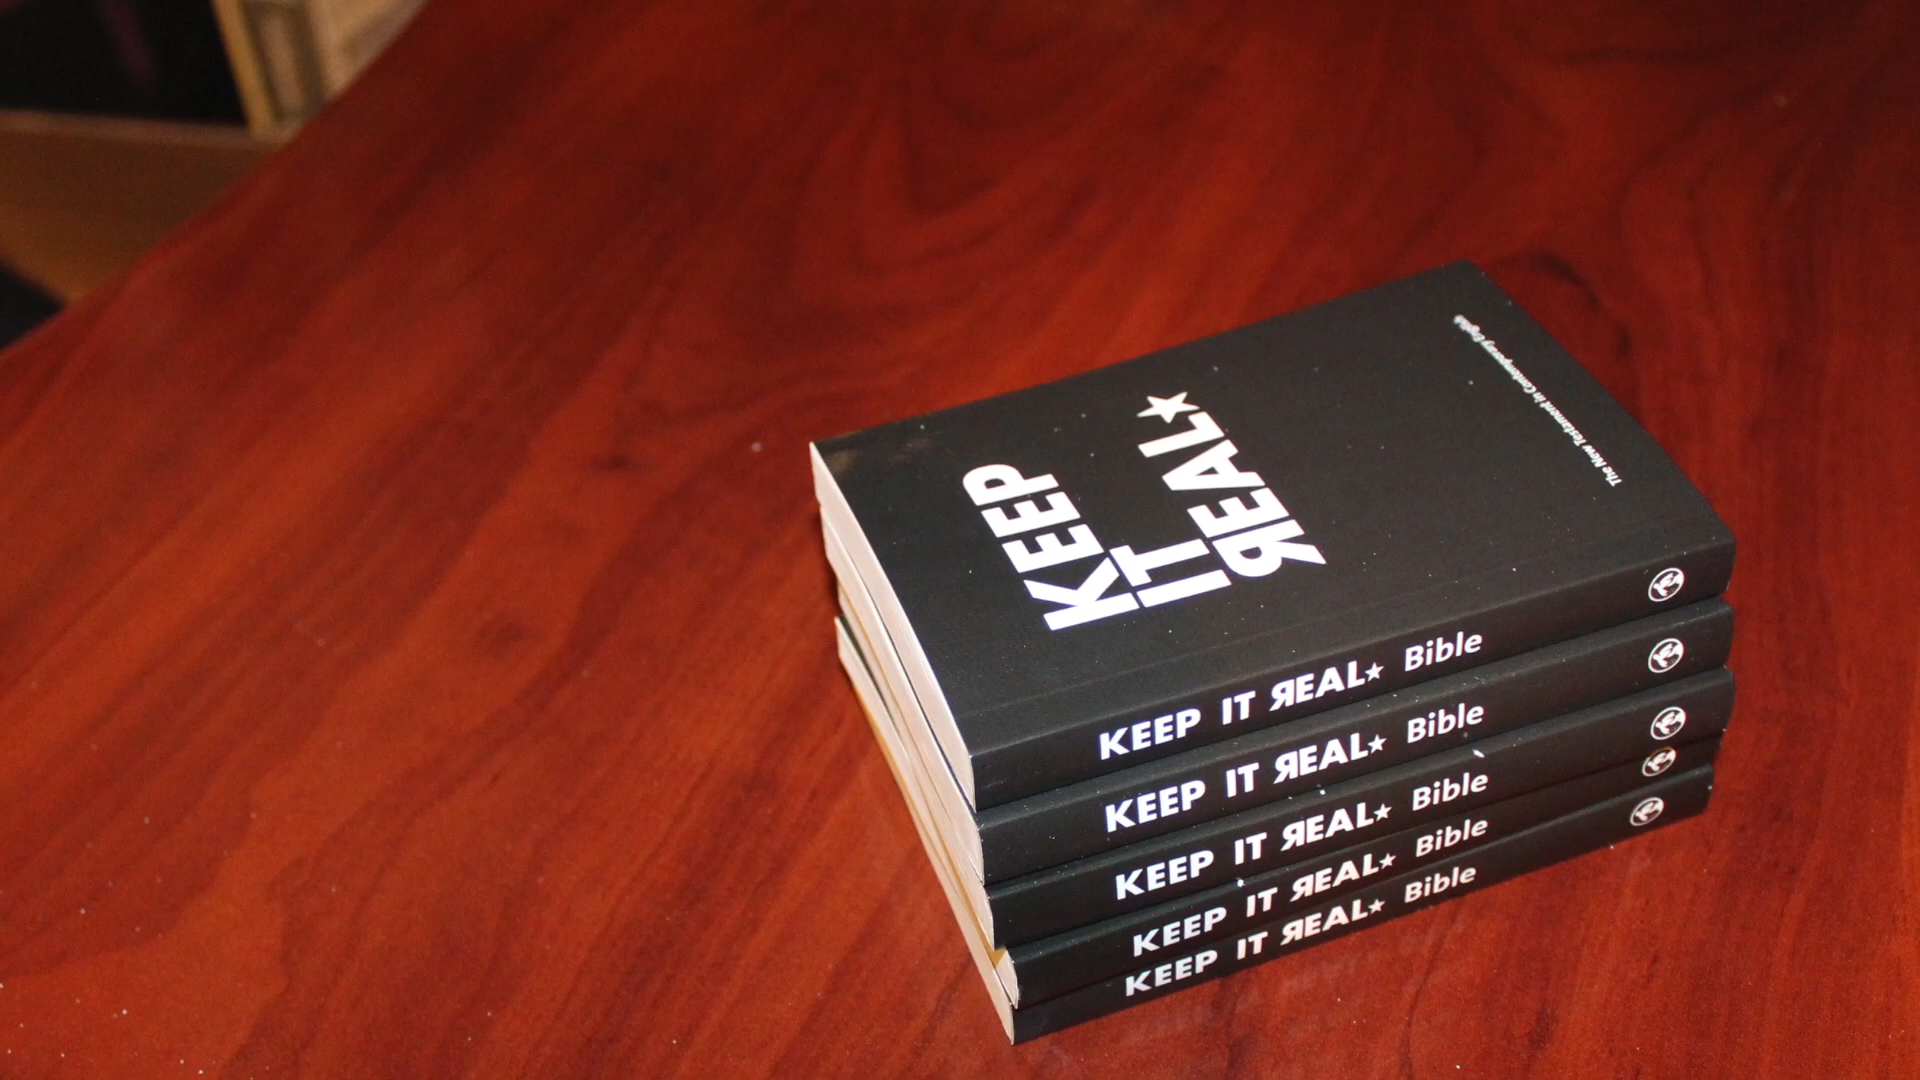 KEEP
IT
ЯEAL★
The New Testament in Contemporary English
KEEP IT ЯEAL★ Bible
KEEP IT ЯEAL★ Bible
KEEP IT ЯEAL★ Bible
KEEP IT ЯEAL★ Bible
KEEP IT ЯEAL★ Bible